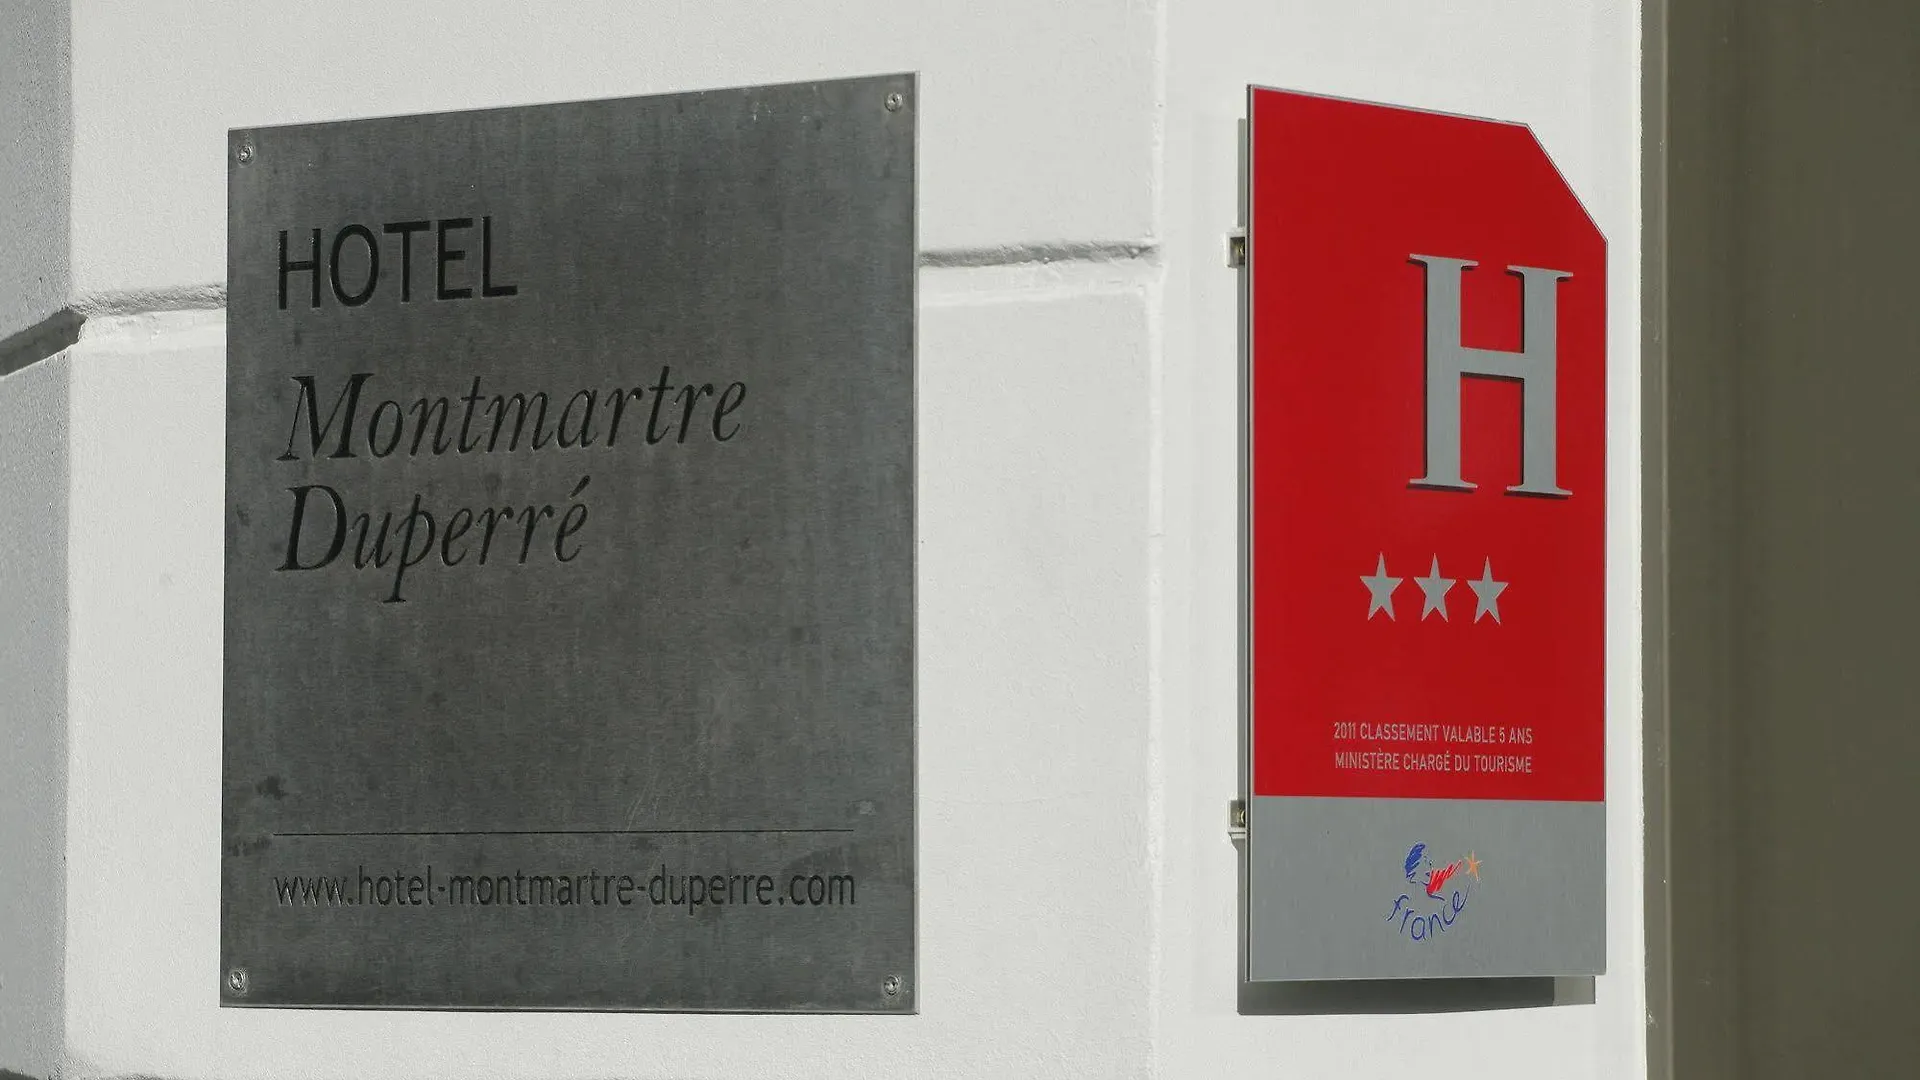 HOTEL
Montmartre
Duperré
www.hotel-montmartre-duperre.com
H
2011 CLASSEMENT VALABLE 5 ANS
MINISTÈRE CHARGÉ DU TOURISME
france